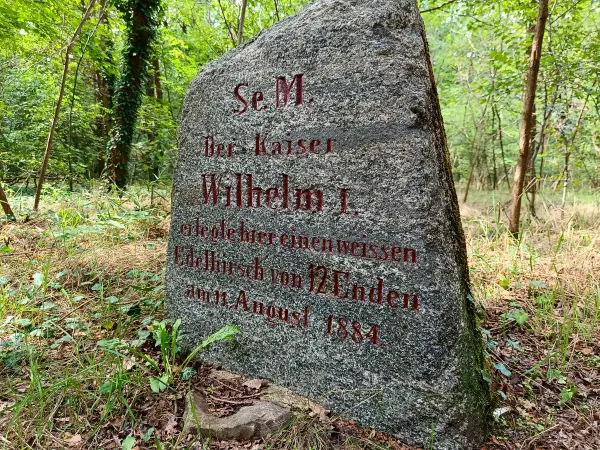 Se. M.
Der Kaiser
Wilhelm I.
erlegte hier einen weissen
Edelhirsch von 12 Enden
am 11. August 1884